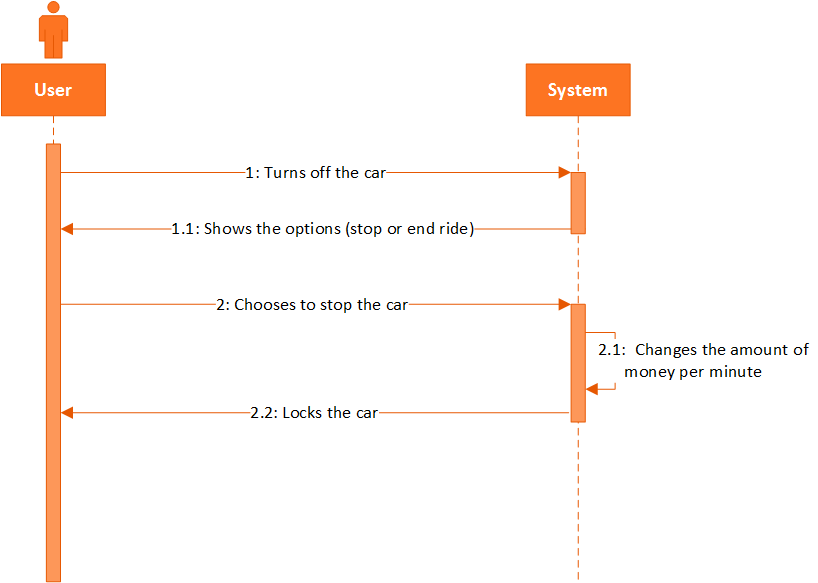 User
System
1: Turns off the car
1.1: Shows the options (stop or end ride)
2: Chooses to stop the car
2.1:  Changes the amount of
money per minute
2.2: Locks the car